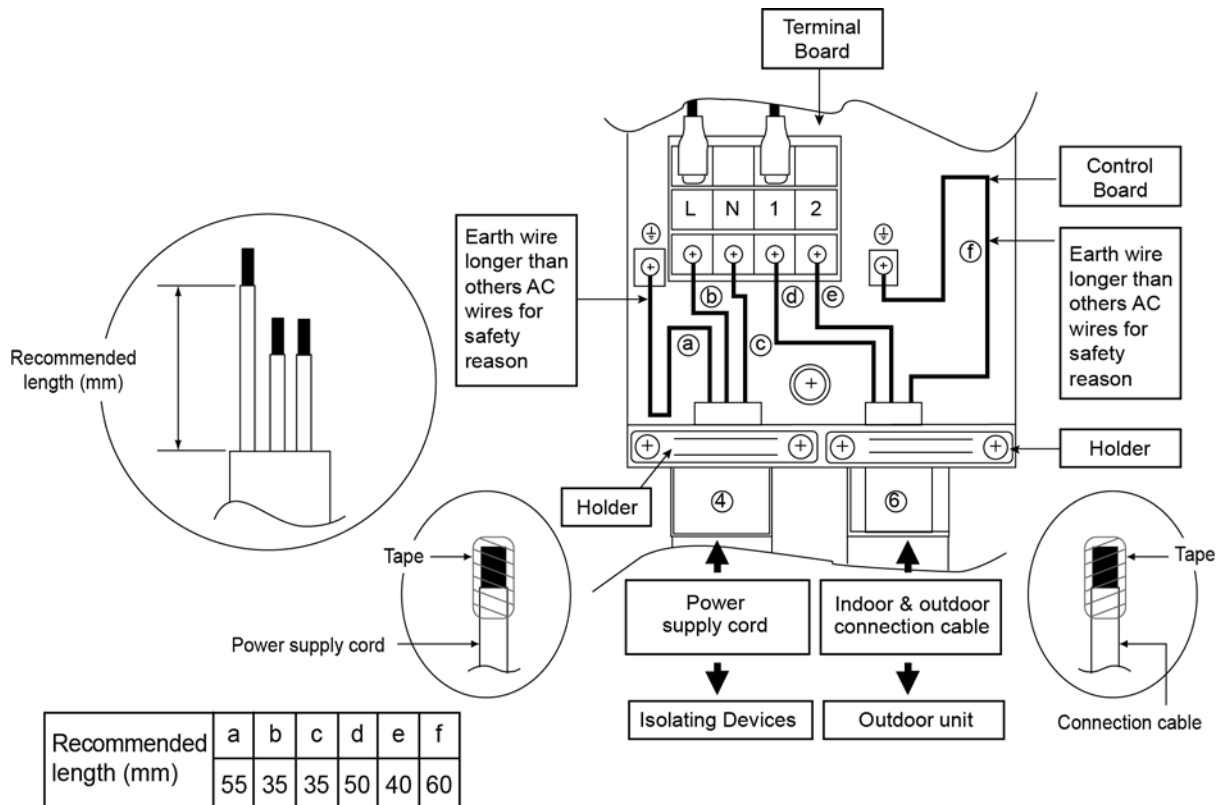 Terminal
Board
Control
Board
L N 1 2
Earth wire
longer than
others AC
wires for
safety
reason
Earth wire
longer than
others AC
wires for
safety
reason
ⓕ
ⓑ
ⓓ
ⓔ
ⓐ
ⓒ
Recommended
length (mm)
Holder
Holder
④
⑥
Tape
Tape
Power supply cord
Power
supply cord
Indoor & outdoor
connection cable
Isolating Devices
Outdoor unit
Connection cable
Recommended
length (mm)
a b c d e f
55 35 35 50 40 60